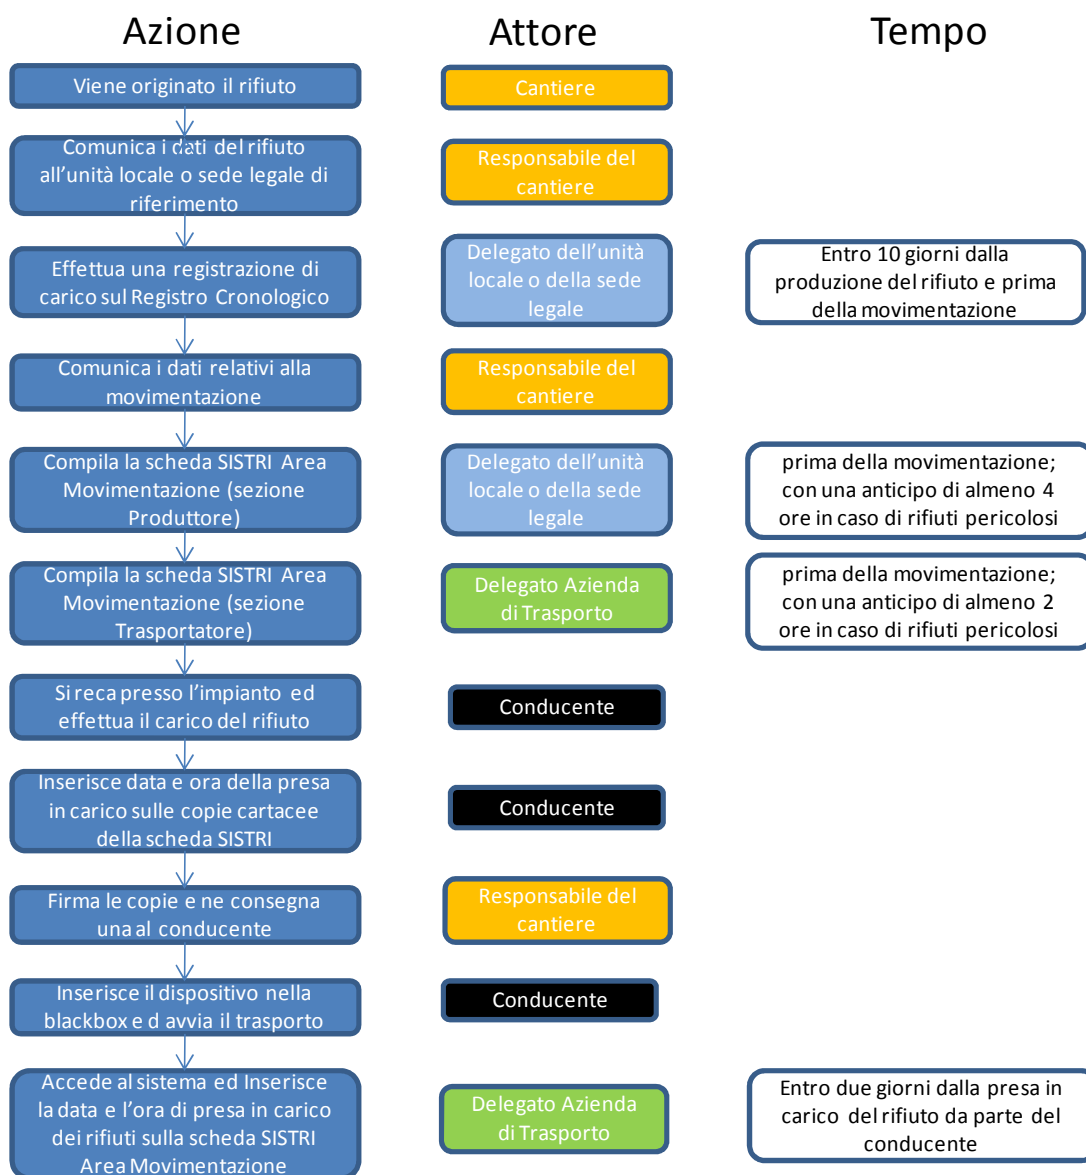 Azione
Attore
Tempo
Viene originato il rifiuto
Cantiere
Comunica i dati del rifiuto
all'unità locale o sede legale di
riferimento
Responsabile del
cantiere
Effettua una registrazione di
carico sul Registro Cronologico
Delegato dell'unità
locale o della sede
legale
Entro 10 giorni dalla
produzione del rifiuto e prima
della movimentazione
Comunica i dati relativi alla
movimentazione
Responsabile del
cantiere
Compila la scheda SISTRI Area
Movimentazione (sezione
Produttore)
Delegato dell'unità
locale o della sede
legale
prima della movimentazione;
con una anticipo di almeno 4
ore in caso di rifiuti pericolosi
Compila la scheda SISTRI Area
Movimentazione (sezione
Trasportatore)
Delegato Azienda
di Trasporto
prima della movimentazione;
con una anticipo di almeno 2
ore in caso di rifiuti pericolosi
Si reca presso l'impianto ed
effettua il carico del rifiuto
Conducente
Inserisce data e ora della presa
in carico sulle copie cartacee
della scheda SISTRI
Conducente
Firma le copie e ne consegna
una al conducente
Responsabile del
cantiere
Inserisce il dispositivo nella
blackbox e d avvia il trasporto
Conducente
Accede al sistema ed Inserisce
la data e l'ora di presa in carico
dei rifiuti sulla scheda SISTRI
Area Movimentazione
Delegato Azienda
di Trasporto
Entro due giorni dalla presa in
carico del rifiuto da parte del
conducente